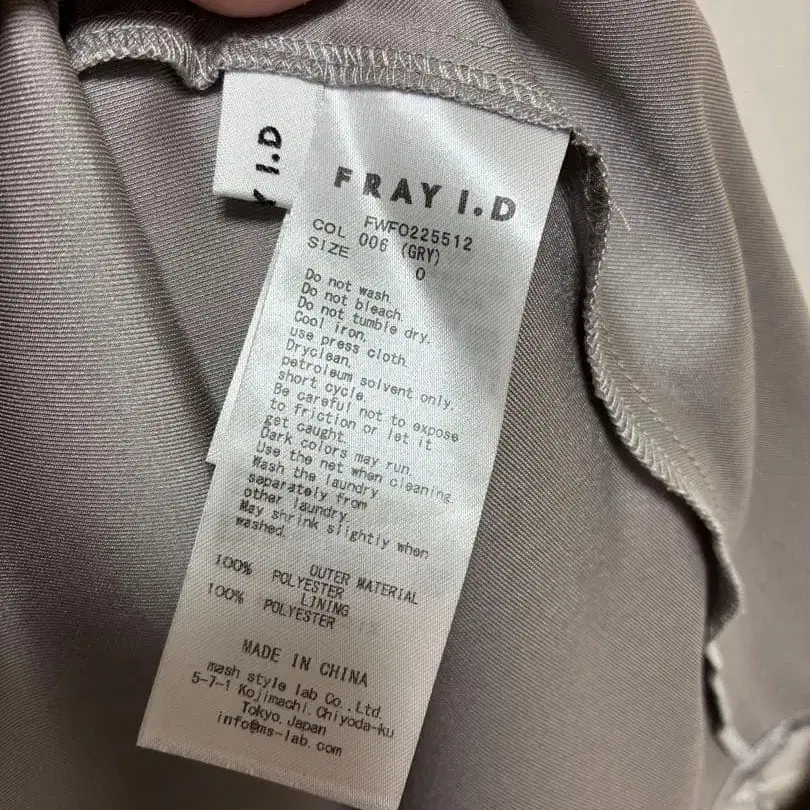 Y I.D
FRAY I.D
FWFO225512
COL 006 (GRY)
SIZE 0
Do not wash.
Do not bleach
Do not tumble dry.
Cool iron.
use press cloth.
Dryclean.
petroleum solvent only.
short cycle.
Be careful not to expose
to friction or let it
get caught.
Dark colors may run.
Use the net when cleaning
Wash the laundry
separately from
other laundry.
May shrink slightly when
washed.
OUTER MATERIAL
100% POLYESTER
LINING
100% POLYESTER
MADE IN CHINA
mash style lab Co.,Ltd.
5-7-1 Kojimachi,Chiyoda-ku
Tokyo,Japan
info@ms-lab.com